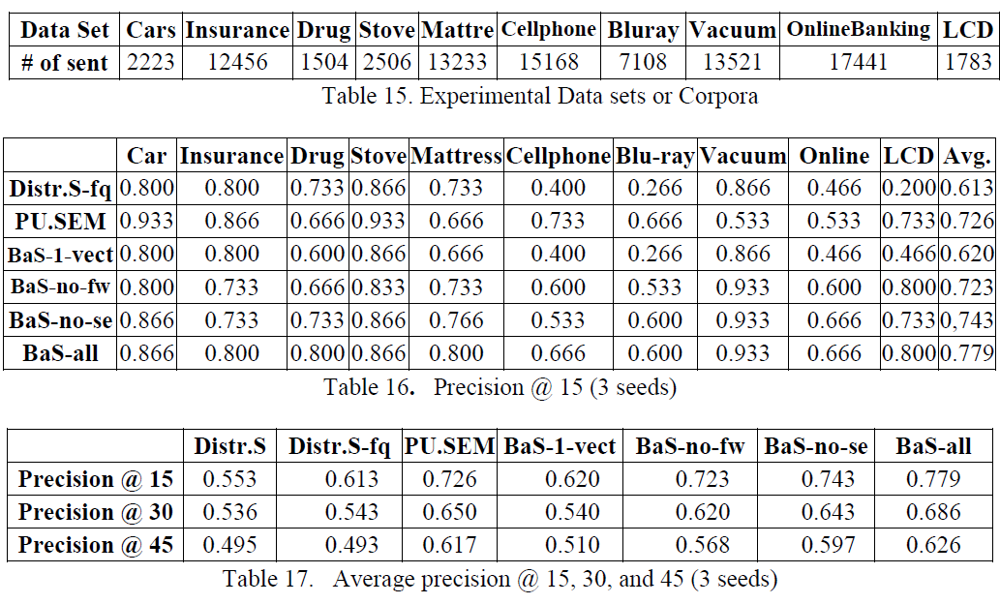 Data Set Cars Insurance Drug Stove Mattre Cellphone Bluray Vacuum OnlineBanking LCD
# of sent 2223 12456 1504 2506 13233 15168 7108 13521 17441 1783
Table 15. Experimental Data sets or Corpora
Car Insurance Drug Stove Mattress Cellphone Blu-ray Vacuum Online LCD Avg.
Distr.S-fq 0.800 0.800 0.733 0.866 0.733 0.400 0.266 0.866 0.466 0.200 0.613
PU.SEM 0.933 0.866 0.666 0.933 0.666 0.733 0.666 0.533 0.533 0.733 0.726
BaS-1-vect 0.800 0.800 0.600 0.866 0.666 0.400 0.266 0.866 0.466 0.466 0.620
BaS-no-fw 0.800 0.733 0.666 0.833 0.733 0.600 0.533 0.933 0.600 0.800 0.723
BaS-no-se 0.866 0.733 0.733 0.866 0.766 0.533 0.600 0.933 0.666 0.733 0,743
BaS-all 0.866 0.800 0.800 0.866 0.800 0.666 0.600 0.933 0.666 0.800 0.779
Table 16. Precision @ 15 (3 seeds)
Distr.S Distr.S-fq PU.SEM BaS-1-vect BaS-no-fw BaS-no-se BaS-all
Precision @ 15 0.553 0.613 0.726 0.620 0.723 0.743 0.779
Precision @ 30 0.536 0.543 0.650 0.540 0.620 0.643 0.686
Precision @ 45 0.495 0.493 0.617 0.510 0.568 0.597 0.626
Table 17. Average precision @ 15, 30, and 45 (3 seeds)